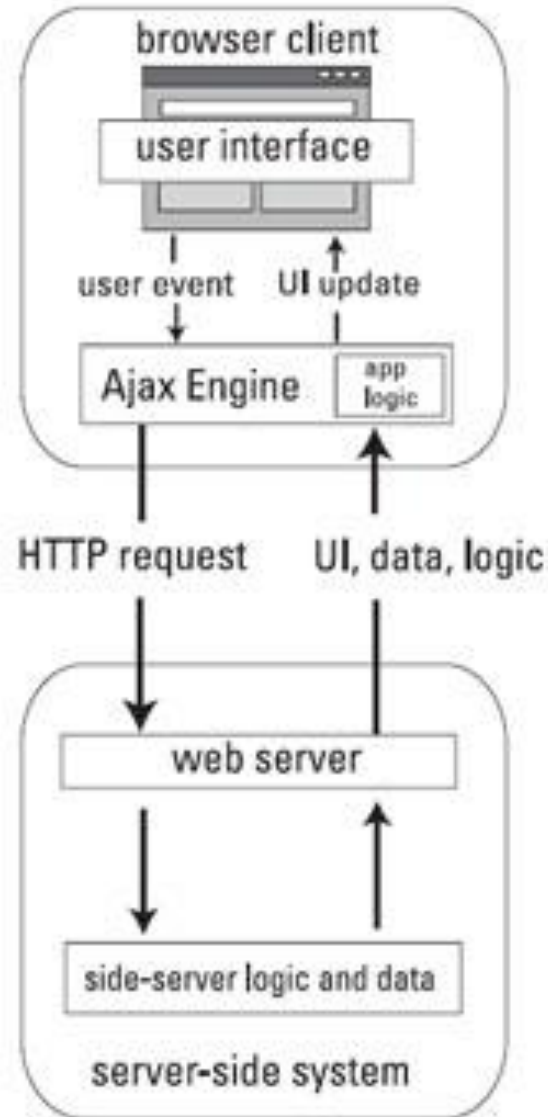 browser client
user interface
user event UI update
Ajax Engine app
logic
HTTP request UI, data, logic
web server
side-server logic and data
server-side system